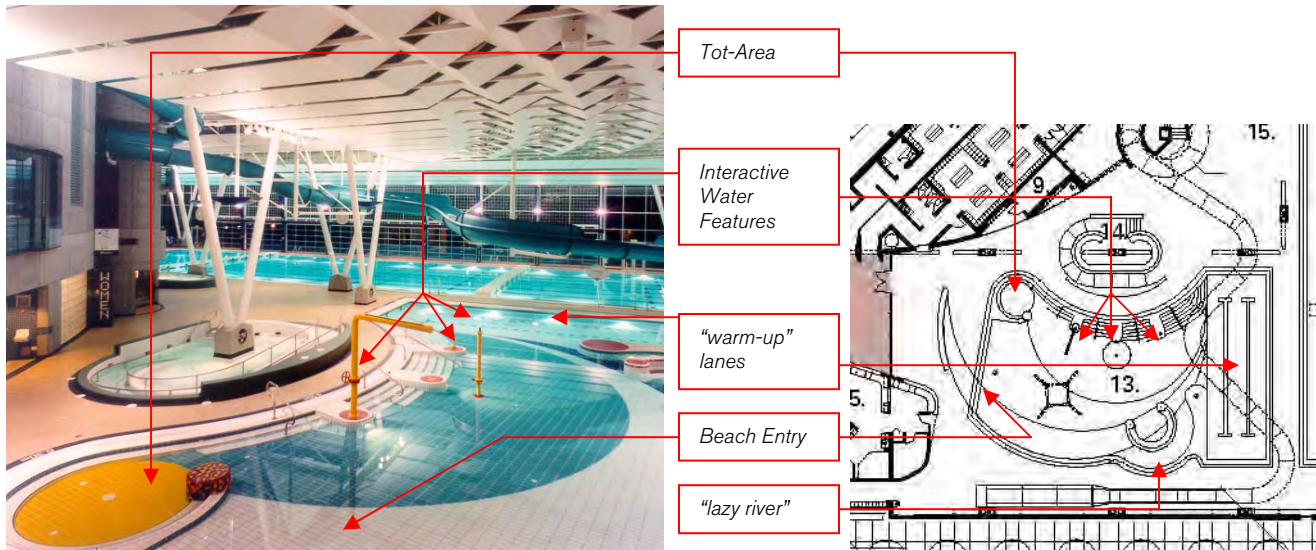 Tot-Area
Interactive
Water
Features
"warm-up"
lanes
Beach Entry
"lazy river"
WOMEN
15.
9.
14.
13.
5.